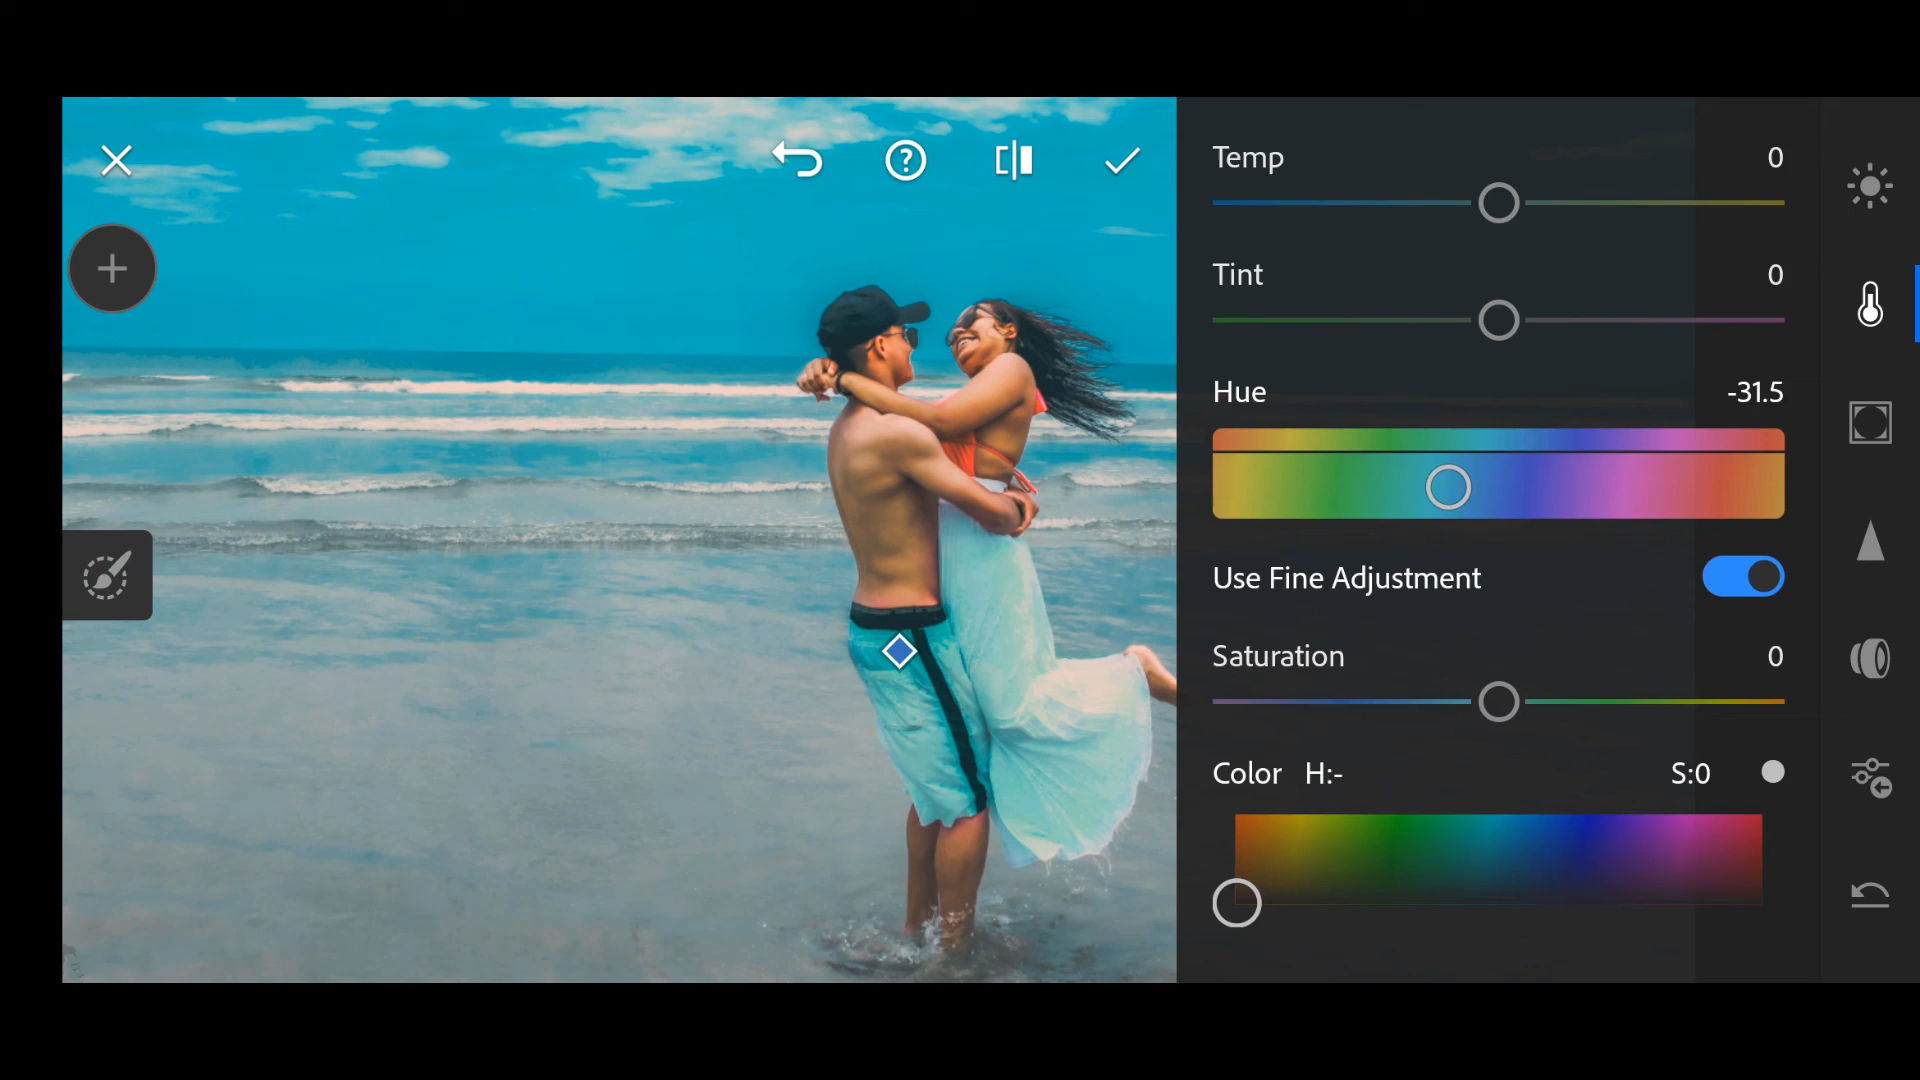 Temp 0
Tint 0
Hue -31.5
Use Fine Adjustment
Saturation 0
Color H:- S:0